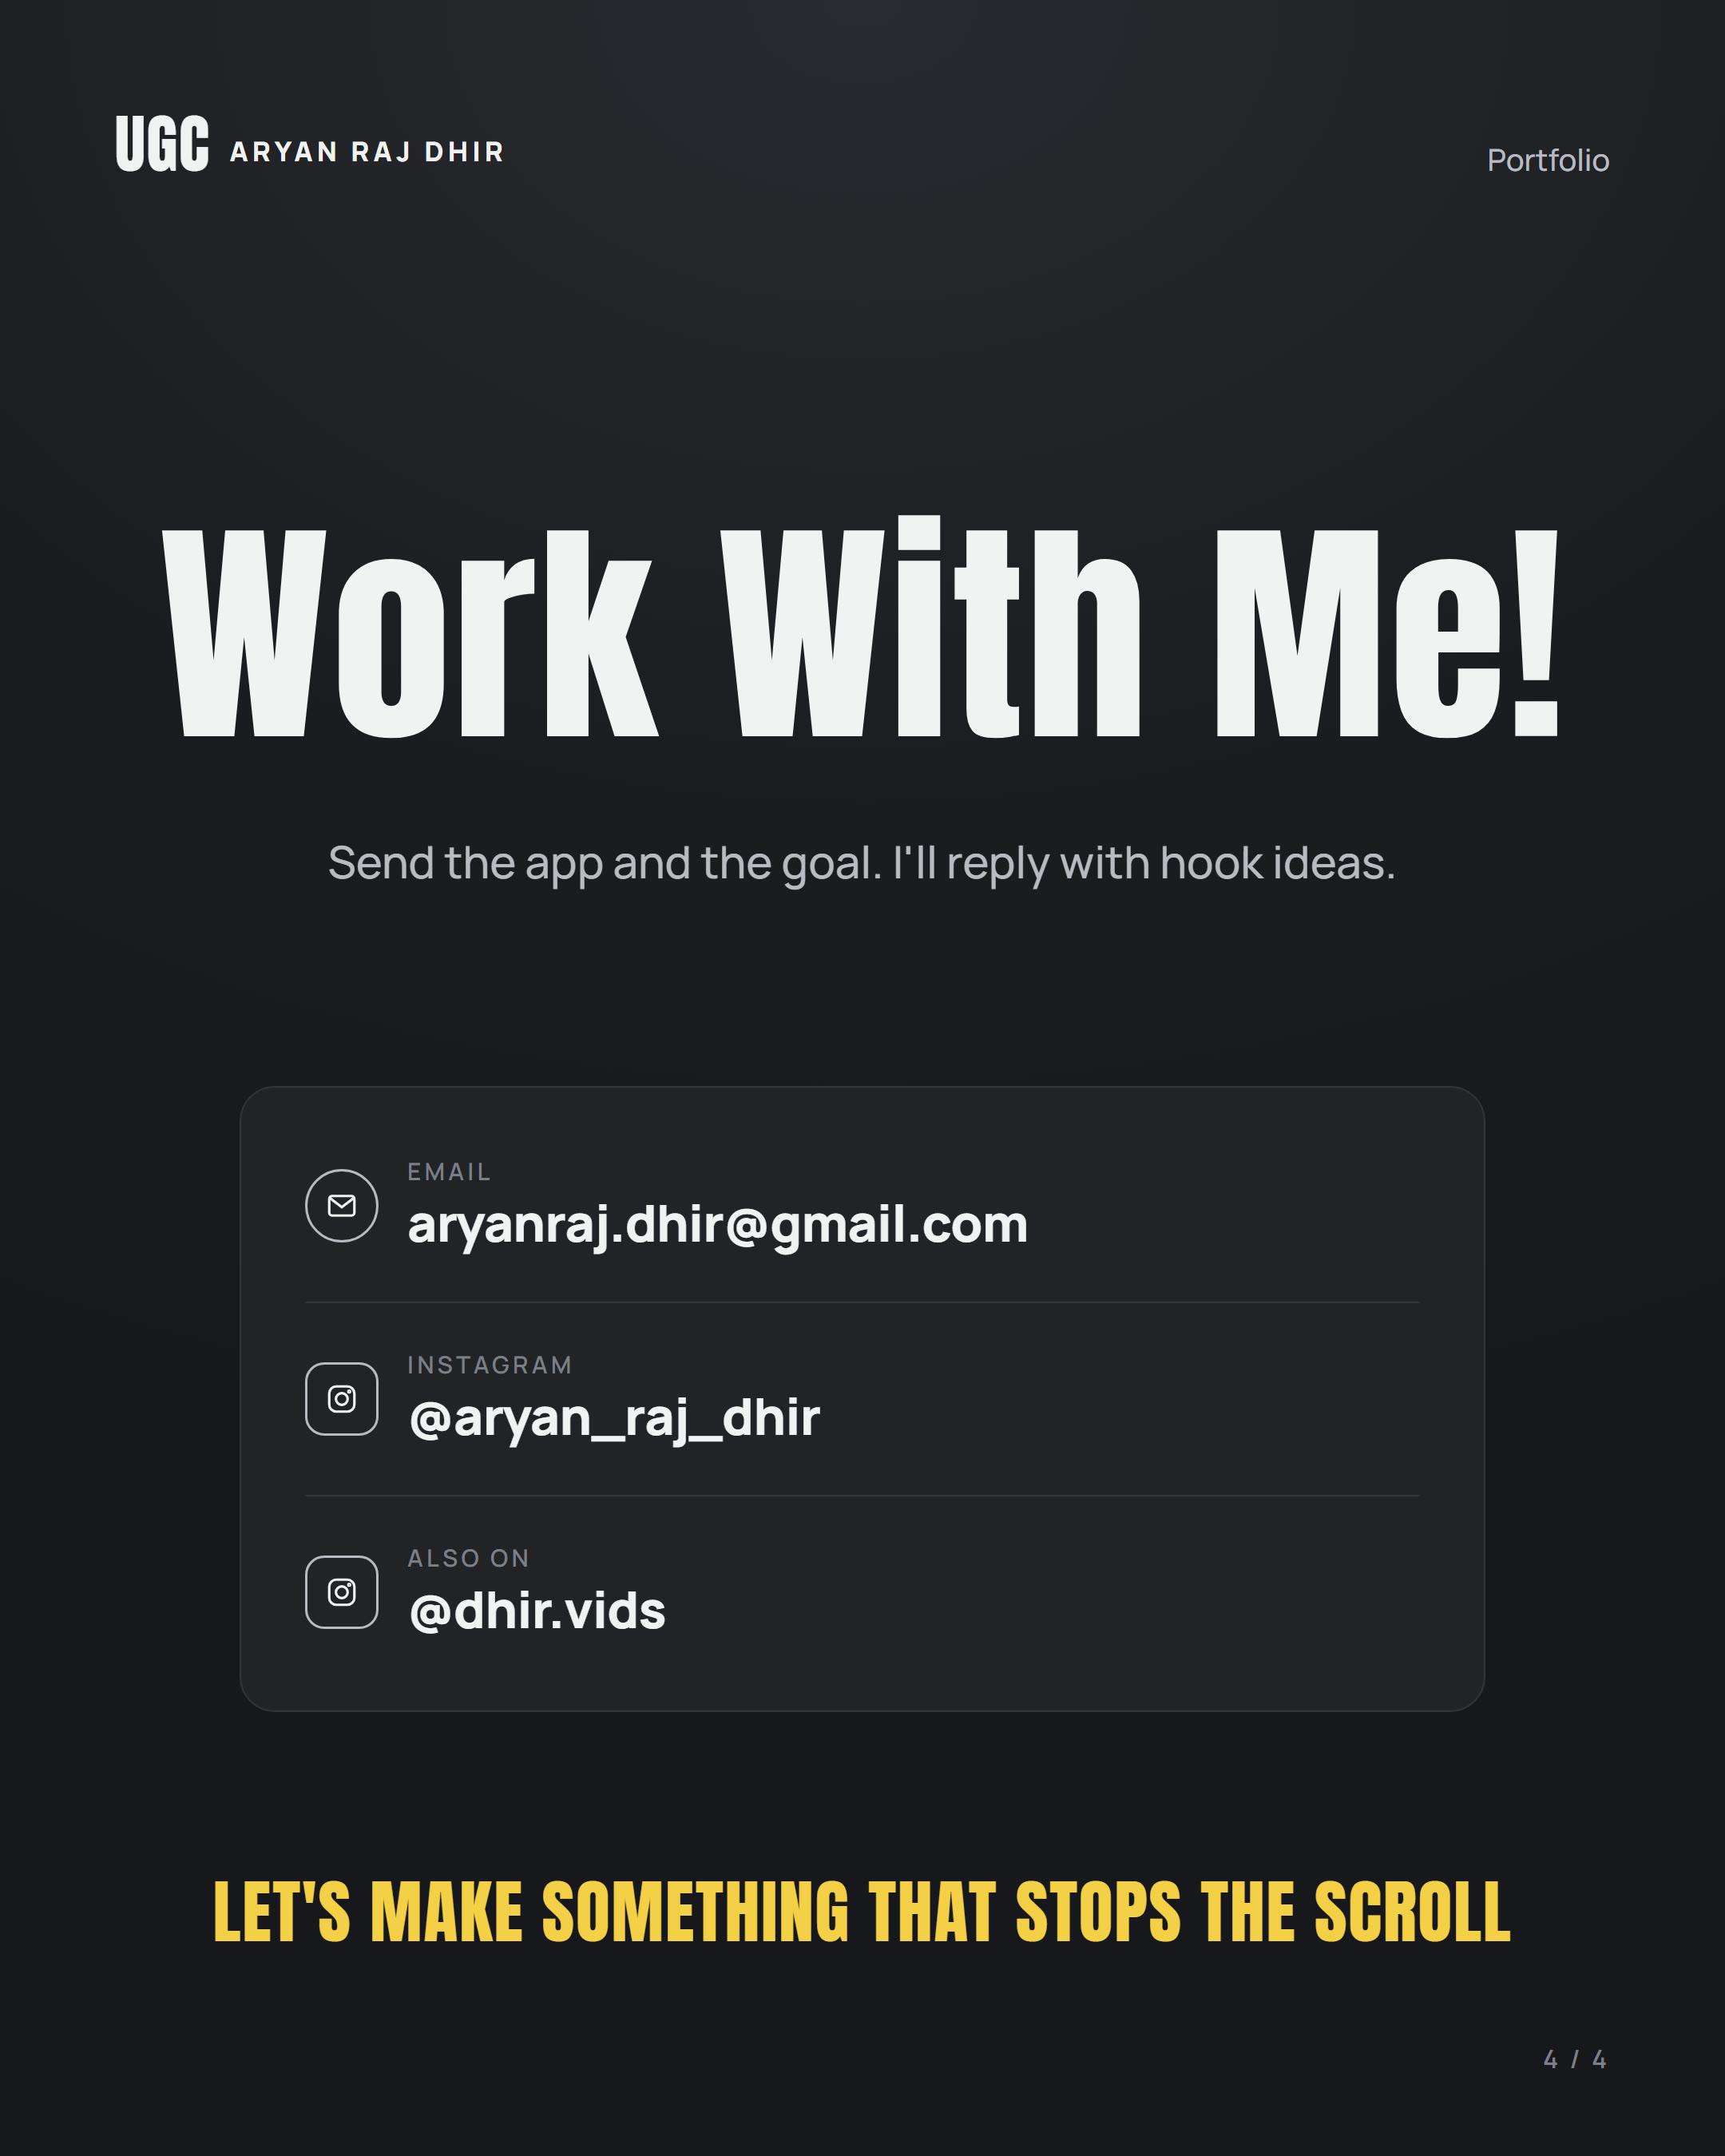 UGC ARYAN RAJ DHIR
Portfolio
Work With Me!
Send the app and the goal. I'll reply with hook ideas.
EMAIL
aryanraj.dhir@gmail.com
INSTAGRAM
@aryan_raj_dhir
ALSO ON
@dhir.vids
LET'S MAKE SOMETHING THAT STOPS THE SCROLL
4 / 4